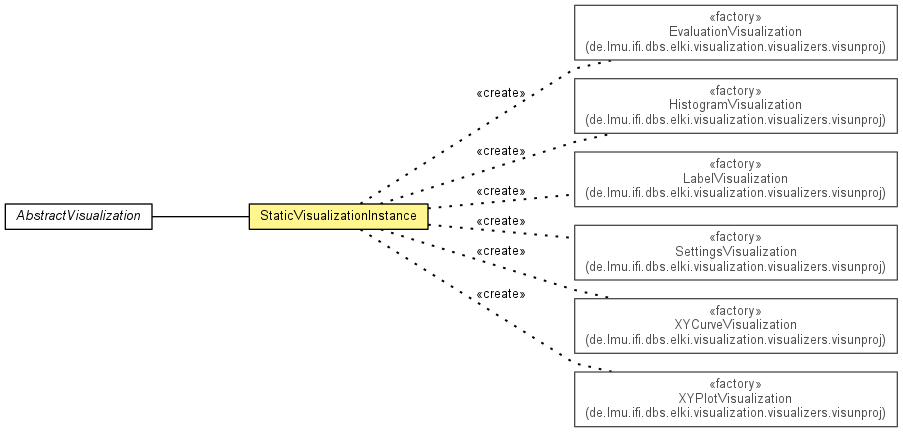 AbstractVisualization
StaticVisualizationInstance
«create»
«create»
«create»
«create»
«create»
«create»
«factory»
EvaluationVisualization
(de.lmu.ifi.dbs.elki.visualization.visualizers.visunproj)
«factory»
HistogramVisualization
(de.lmu.ifi.dbs.elki.visualization.visualizers.visunproj)
«factory»
LabelVisualization
(de.lmu.ifi.dbs.elki.visualization.visualizers.visunproj)
«factory»
SettingsVisualization
(de.lmu.ifi.dbs.elki.visualization.visualizers.visunproj)
«factory»
XYCurveVisualization
(de.lmu.ifi.dbs.elki.visualization.visualizers.visunproj)
«factory»
XYPlotVisualization
(de.lmu.ifi.dbs.elki.visualization.visualizers.visunproj)